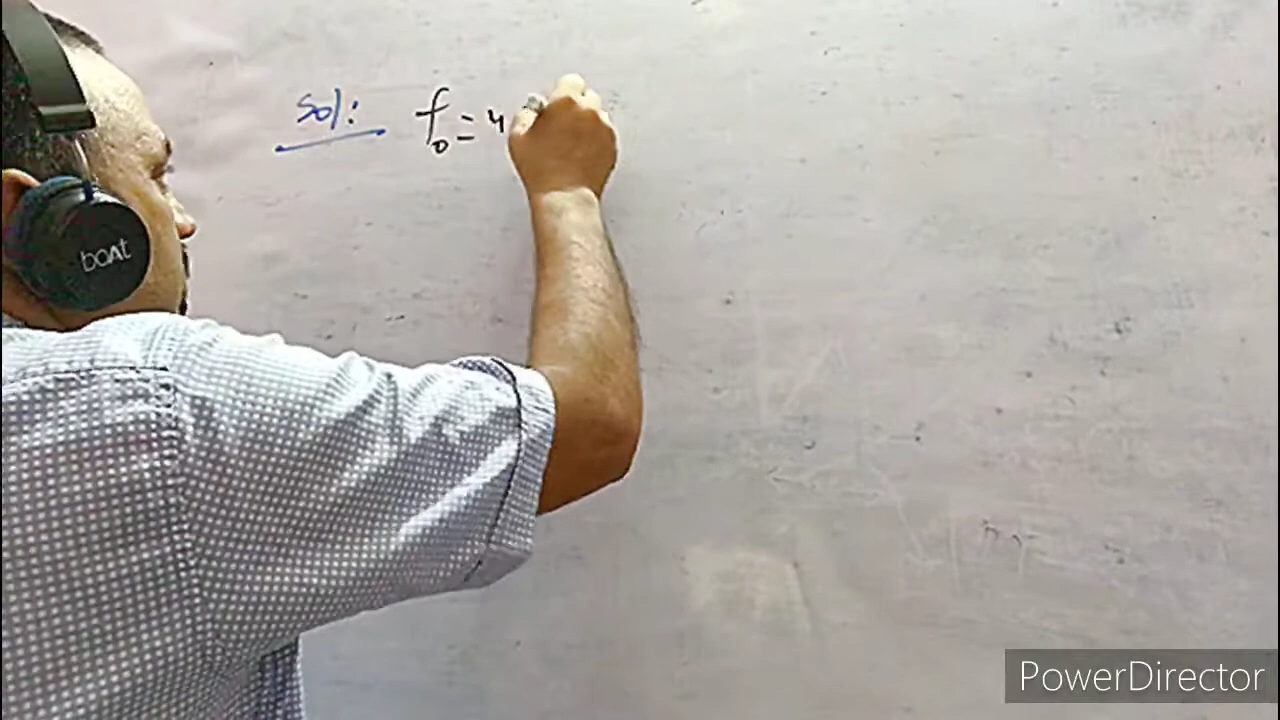 Sol: f₀ = 4
boAt
PowerDirector